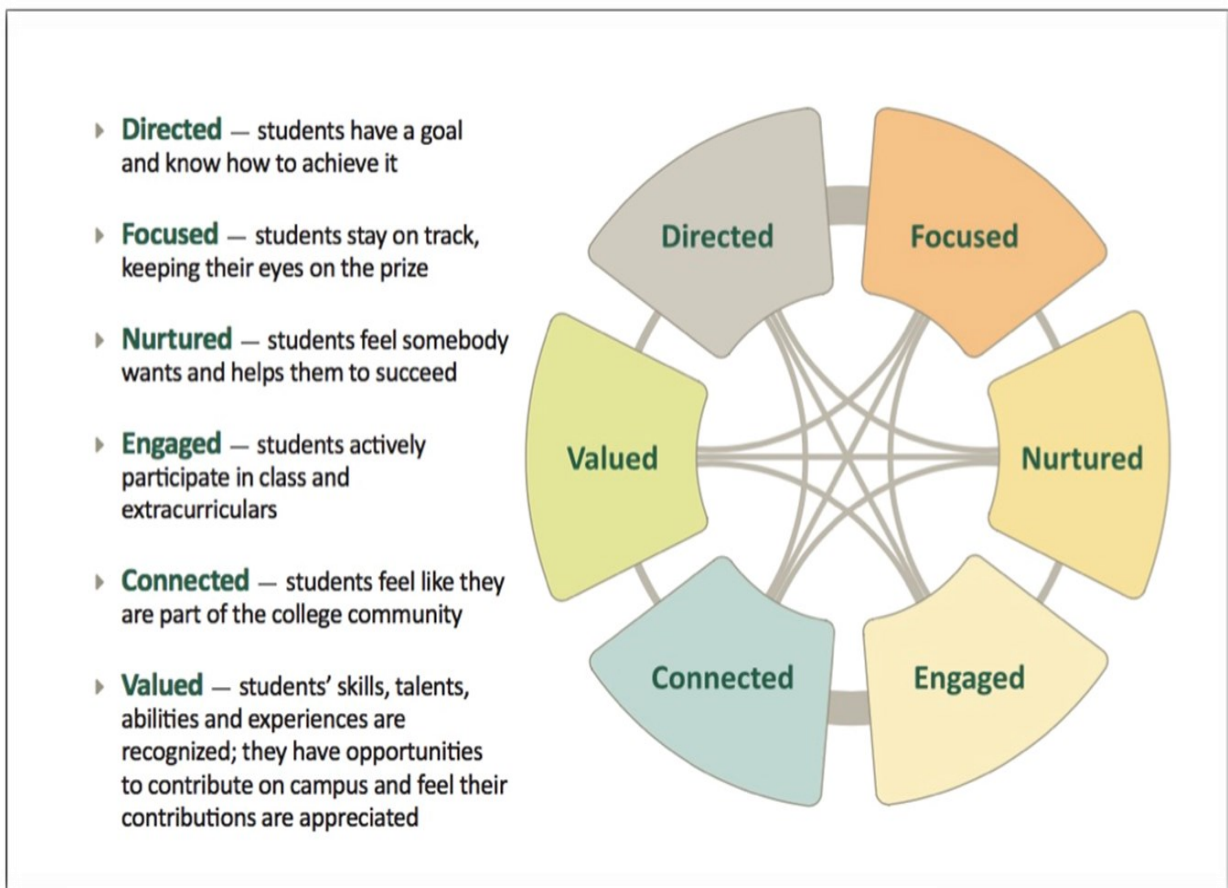 Directed — students have a goal
and know how to achieve it
Focused — students stay on track,
keeping their eyes on the prize
Nurtured — students feel somebody
wants and helps them to succeed
Engaged — students actively
participate in class and
extracurriculars
Connected — students feel like they
are part of the college community
Valued — students’ skills, talents,
abilities and experiences are
recognized; they have opportunities
to contribute on campus and feel their
contributions are appreciated
Directed
Focused
Valued
Nurtured
Connected
Engaged